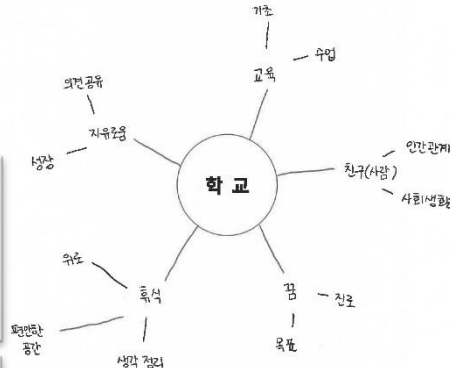 기초
수업
교육
의견공유
자유로움
성장
학교
인간관계
친구(사람)
사회생활
위로
휴식
편안한
공간
생각 정리
꿈
진로
목표